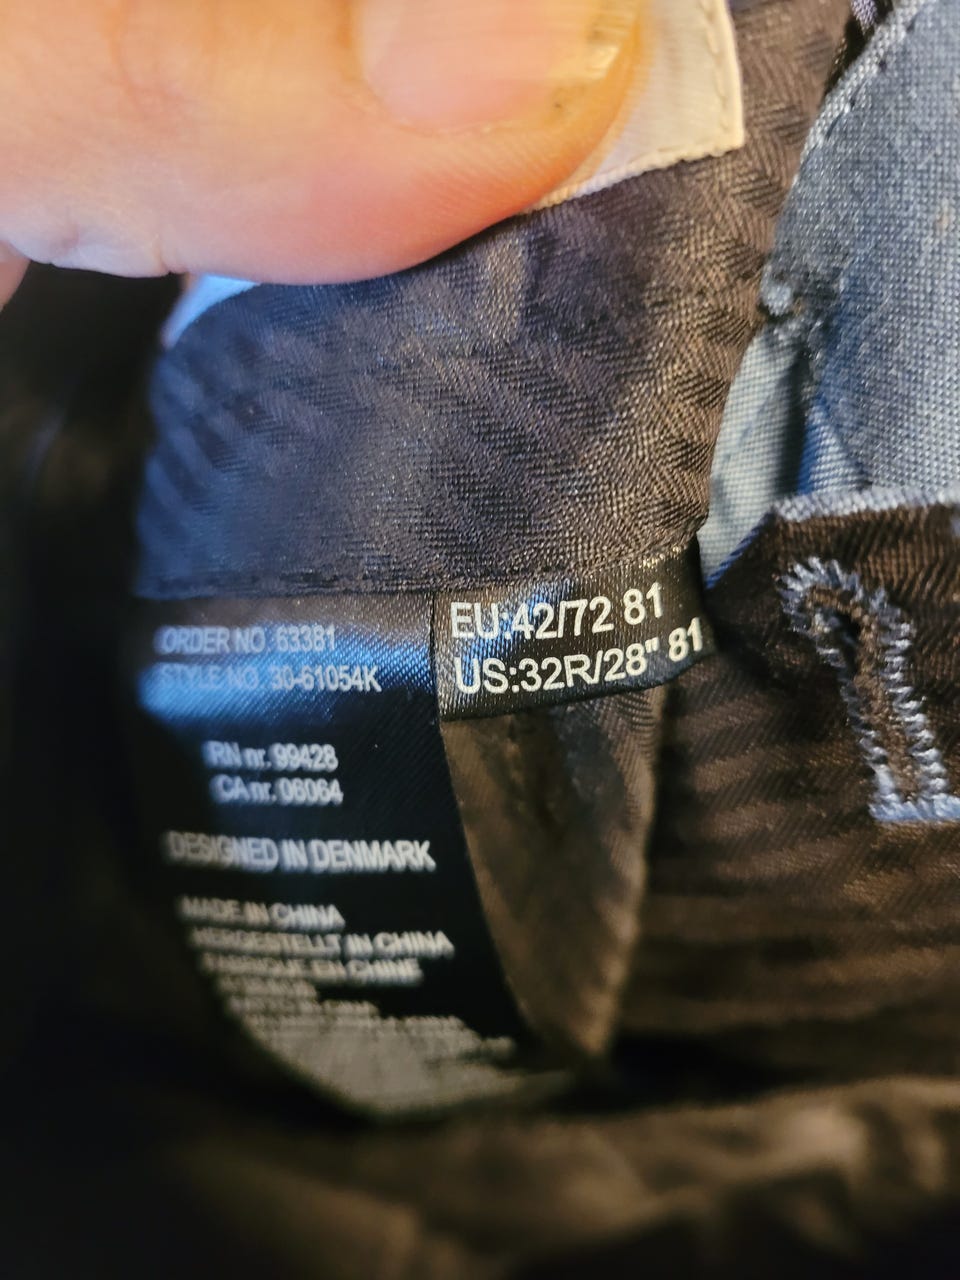 EU:42/72 81
US:32R/28" 81
ORDER NO. 63381
STYLE NO. 30-61054K
RN nr. 99428
CA nr. 06064
DESIGNED IN DENMARK
MADE IN CHINA
HERGESTELLT IN CHINA
FABRIQUE EN CHINE